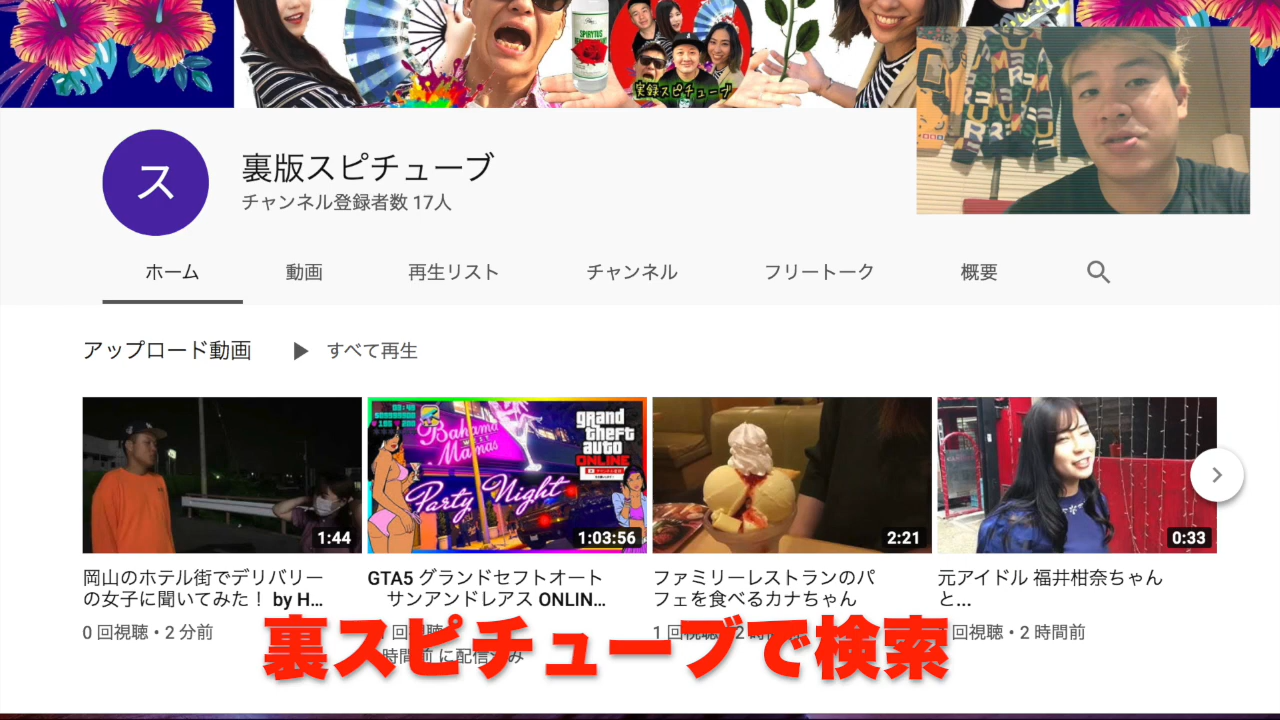 SPIRYTUS
実録スピチューブ
ス
裏版スピチューブ
チャンネル登録者数 17人
ホーム
動画
再生リスト
チャンネル
フリートーク
概要
アップロード動画
すべて再生
Bahama
Mamas
WEST
grand
theft
auto
ONLINE
Party Night
1:44
1:03:56
2:21
0:33
岡山のホテル街でデリバリー
の女子に聞いてみた！ by H...
0 回視聴・2 分前
GTA5 グランドセフトオート
サンアンドレアス ONLIN...
ファミリーレストランのパ
フェを食べるカナちゃん
元アイドル 福井柑奈ちゃん
と...
回視聴・2 時間前
裏スピチューブで検索